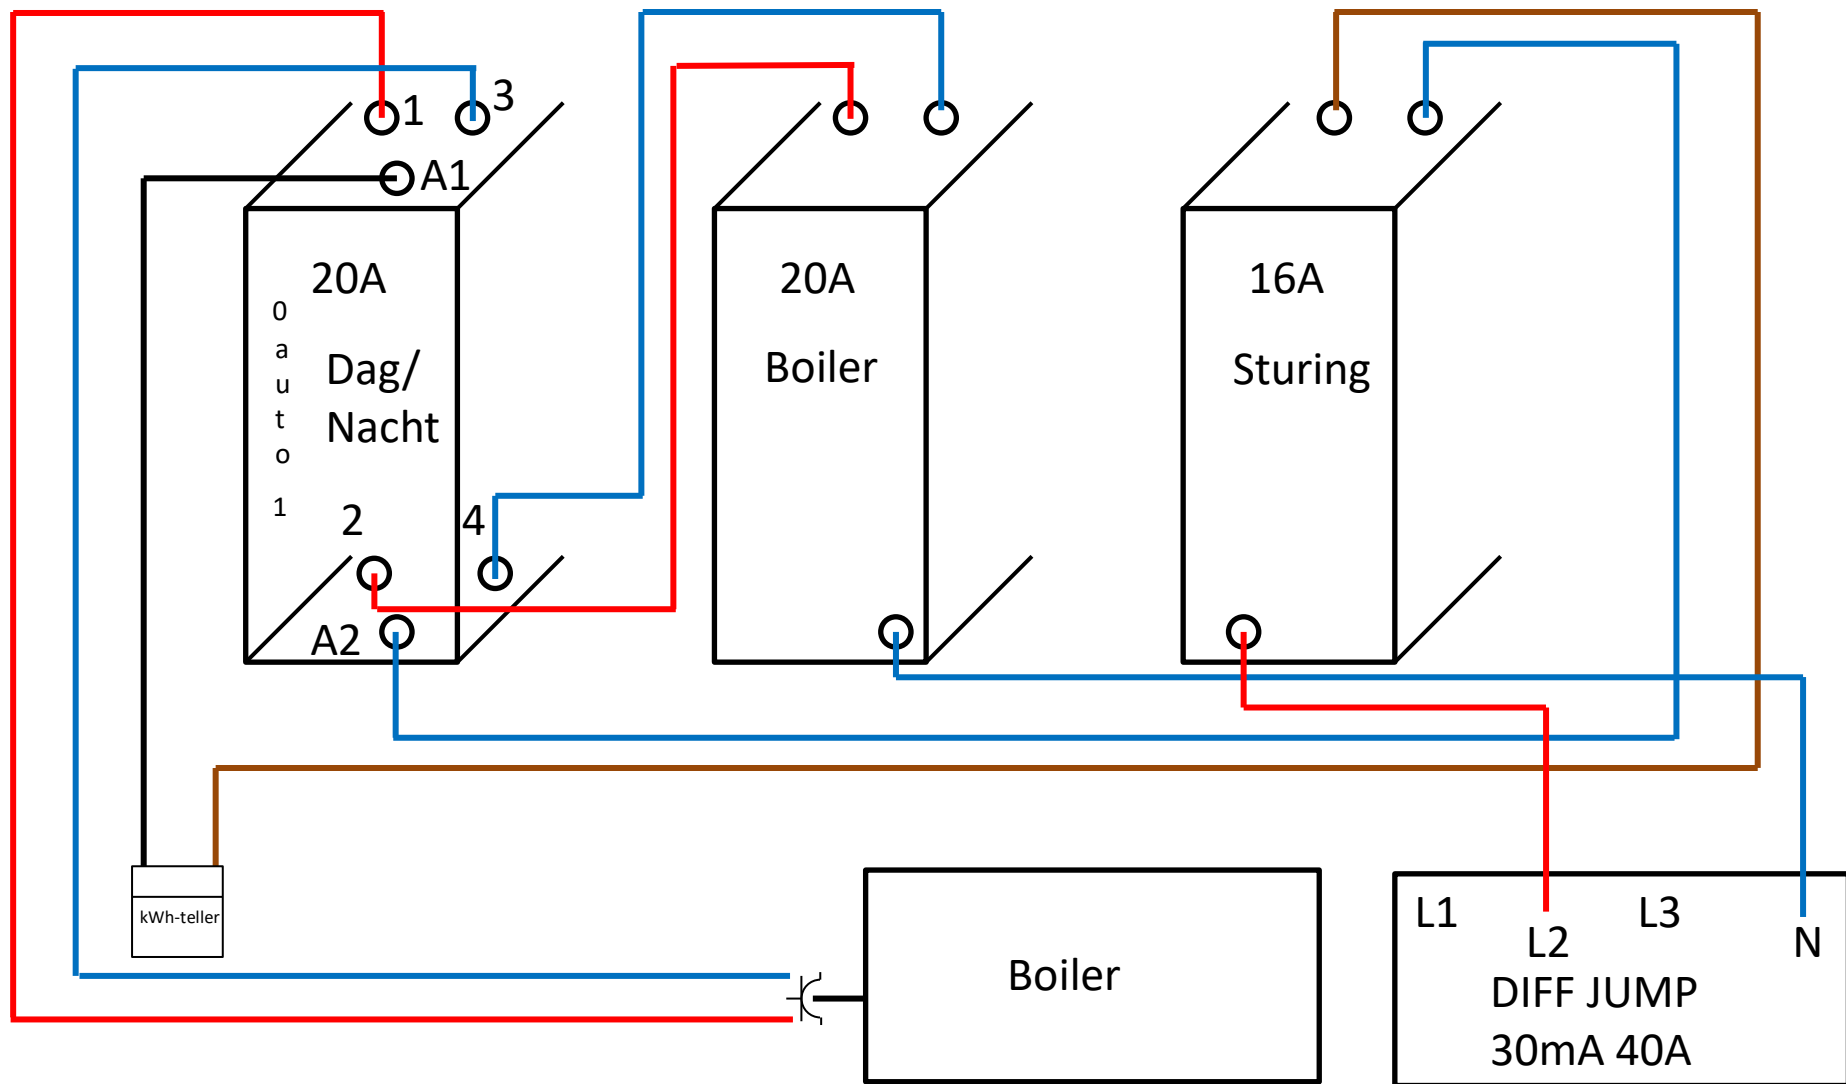 1
3
A1
20A
20A
16A
0
a
u
t
o
1
Dag/
Nacht
Boiler
Sturing
2
4
A2
kWh-teller
Boiler
L1
L2
L3
N
DIFF JUMP
30mA 40A